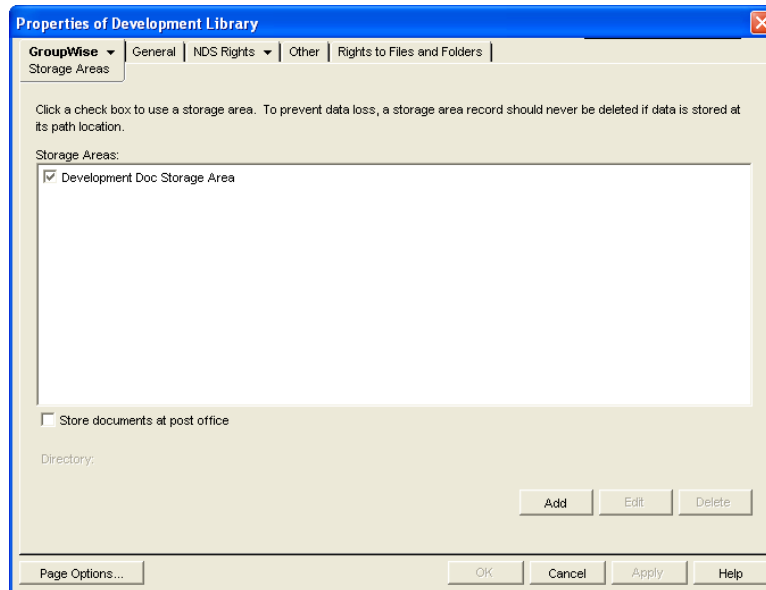 Properties of Development Library
GroupWise General NDS Rights Other Rights to Files and Folders
Storage Areas
Click a check box to use a storage area. To prevent data loss, a storage area record should never be deleted if data is stored at
its path location.
Storage Areas:
Development Doc Storage Area
Store documents at post office
Directory:
Add Edit Delete
Page Options... OK Cancel Apply Help